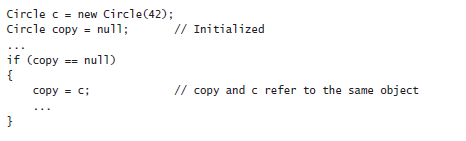 Circle c = new Circle(42);
Circle copy = null;        // Initialized
...
if (copy == null)
{
    copy = c;              // copy and c refer to the same object
    ...
}